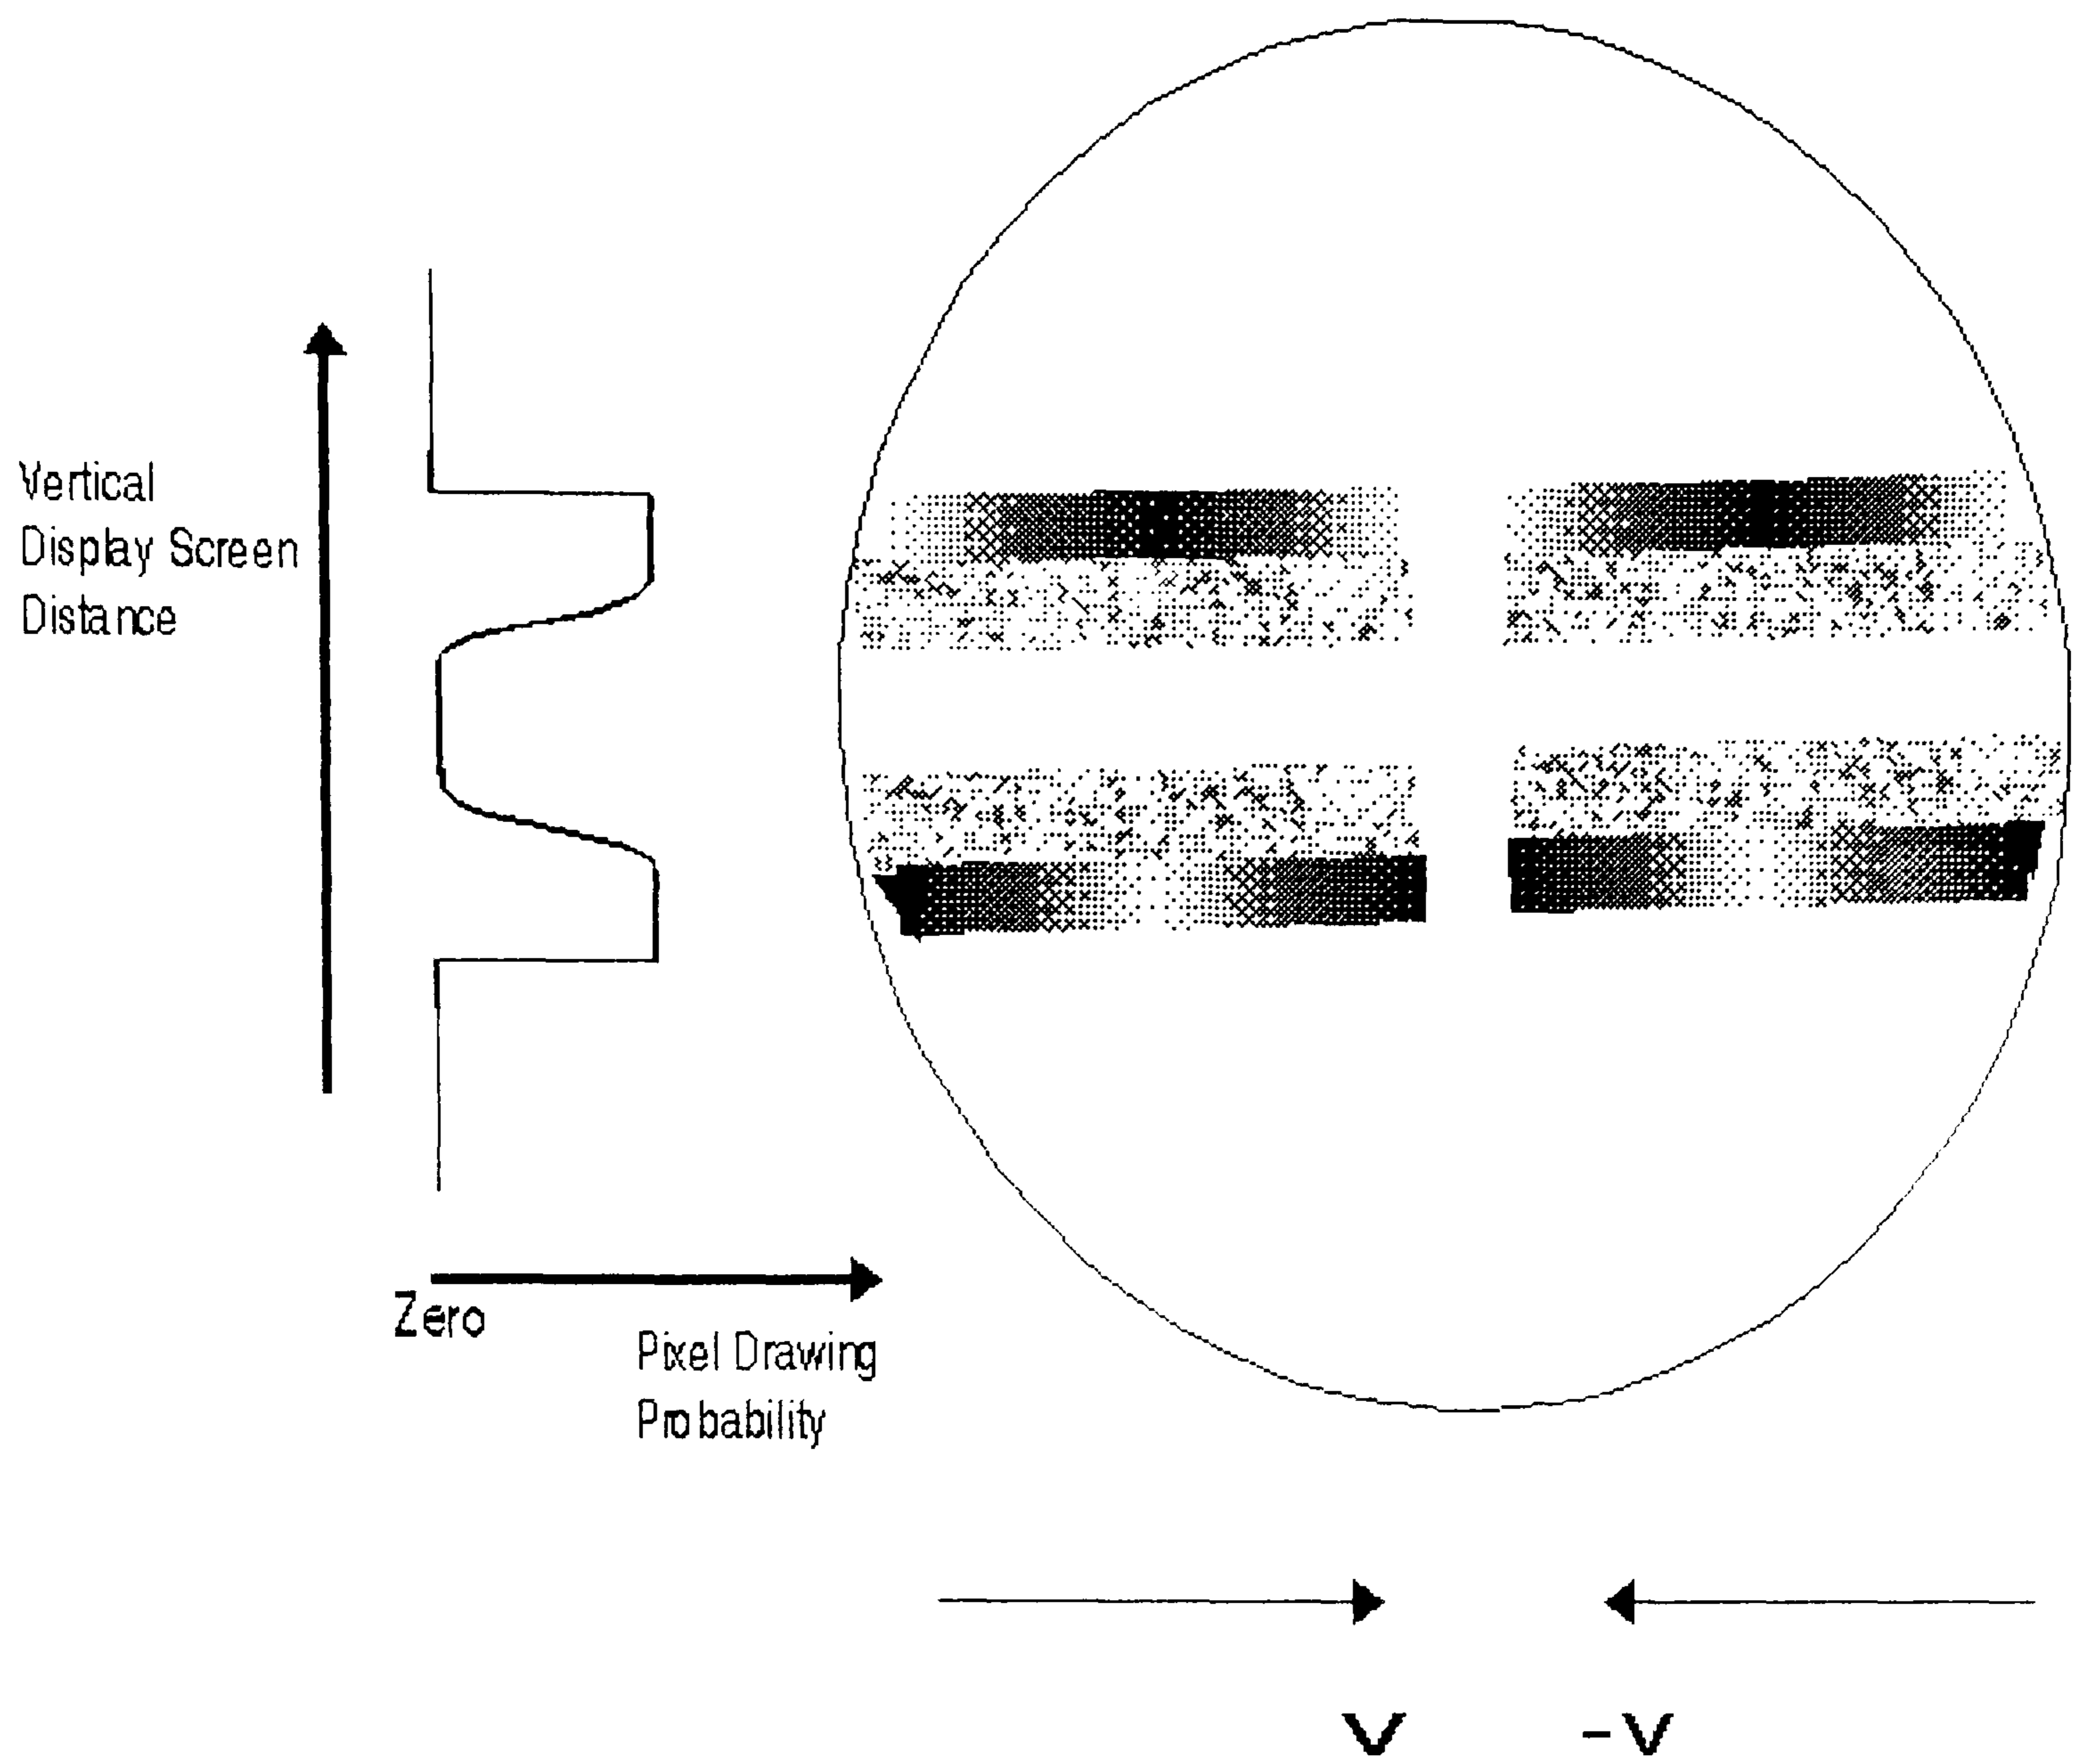 Vertical
Display Screen
Distance
Zero
Pixel Drawing
Probability
V -V